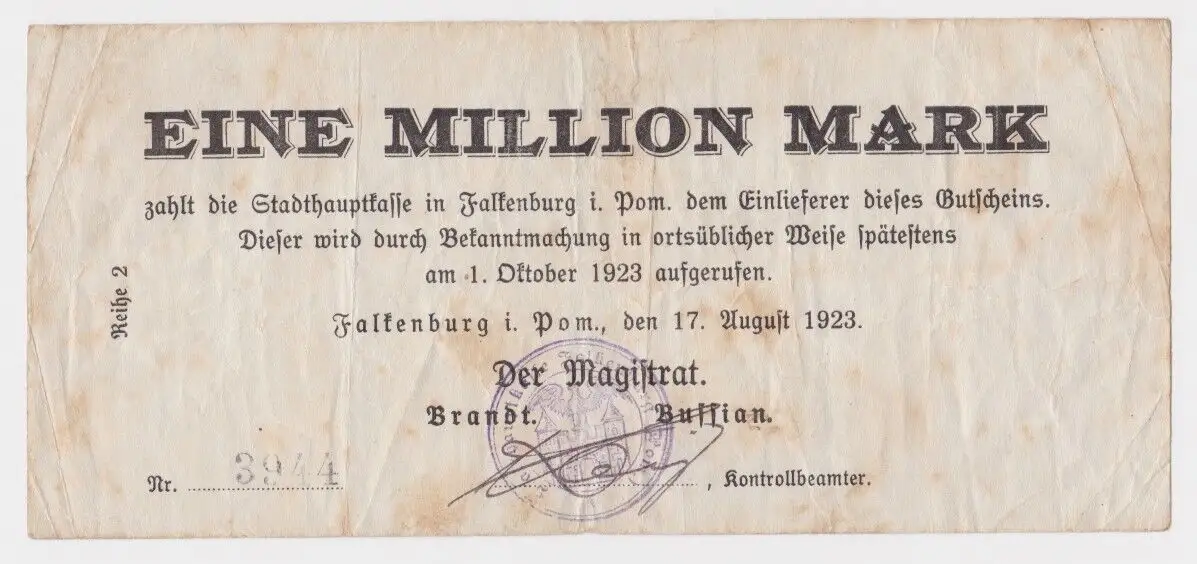 EINE MILLION MARK
zahlt die Stadthauptkasse in Falkenburg i. Pom. dem Einlieferer dieses Gutscheins.
Dieser wird durch Bekanntmachung in ortsüblicher Weise spätestens
am 1. Oktober 1923 aufgerufen.
Reihe 2
Falkenburg i. Pom., den 17. August 1923.
Der Magistrat.
Brandt. Bussian.
Nr. 3944 , Kontrollbeamter.